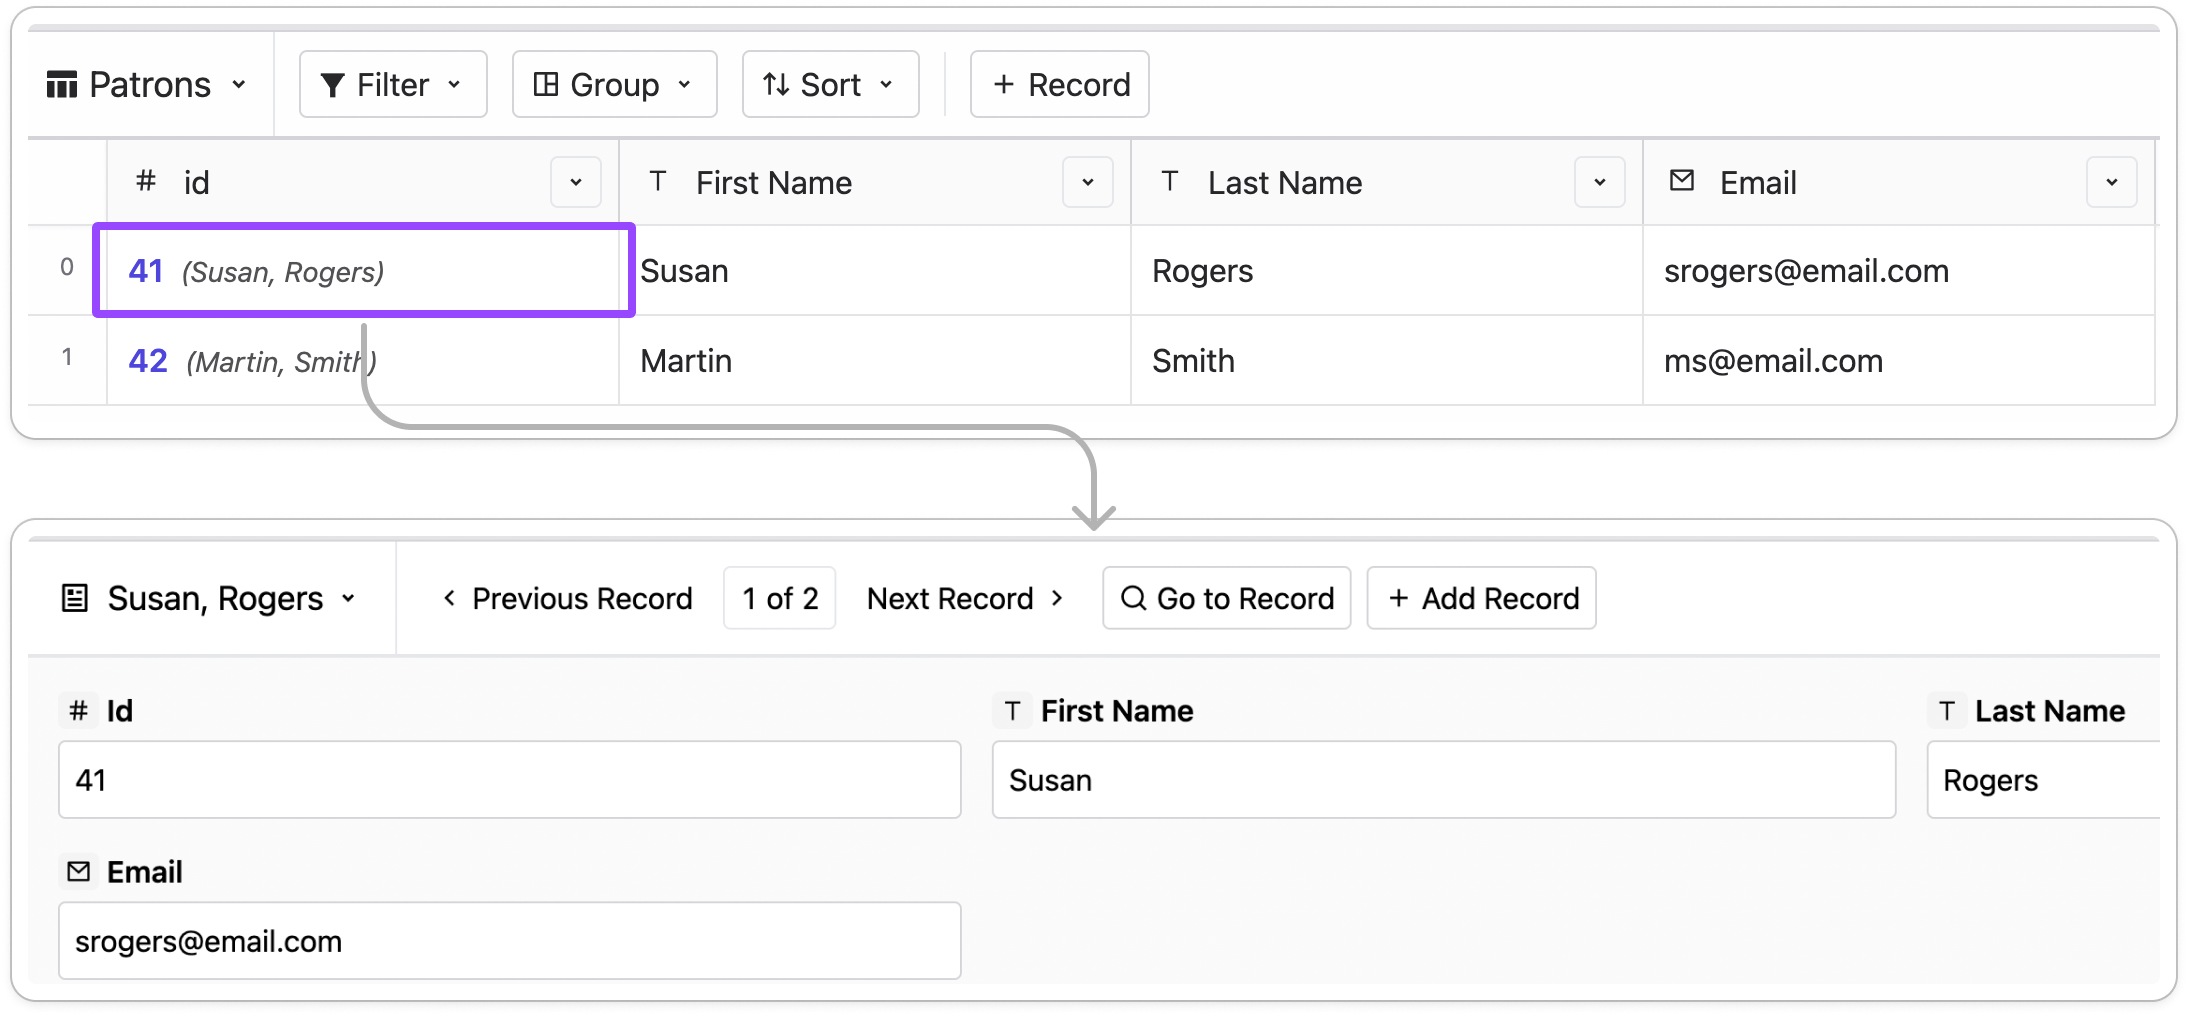 Patrons Filter Group Sort + Record
# id T First Name T Last Name Email
0 41 (Susan, Rogers) Susan Rogers srogers@email.com
1 42 (Martin, Smith) Martin Smith ms@email.com
Susan, Rogers < Previous Record 1 of 2 Next Record > Go to Record + Add Record
# Id T First Name T Last Name
41 Susan Rogers
Email
srogers@email.com